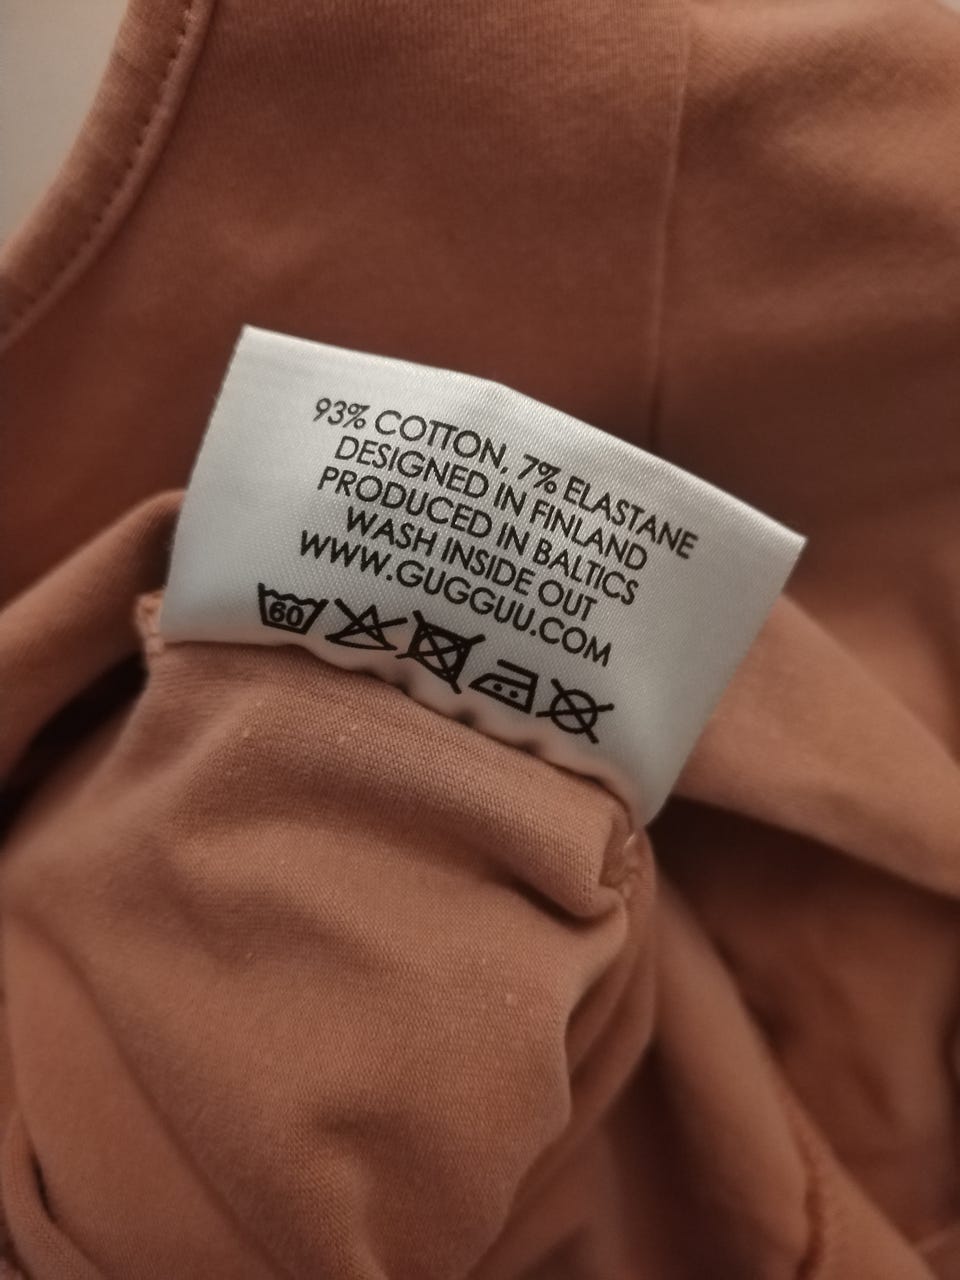 93% COTTON, 7% ELASTANE
DESIGNED IN FINLAND
PRODUCED IN BALTICS
WASH INSIDE OUT
WWW.GUGGUU.COM
60